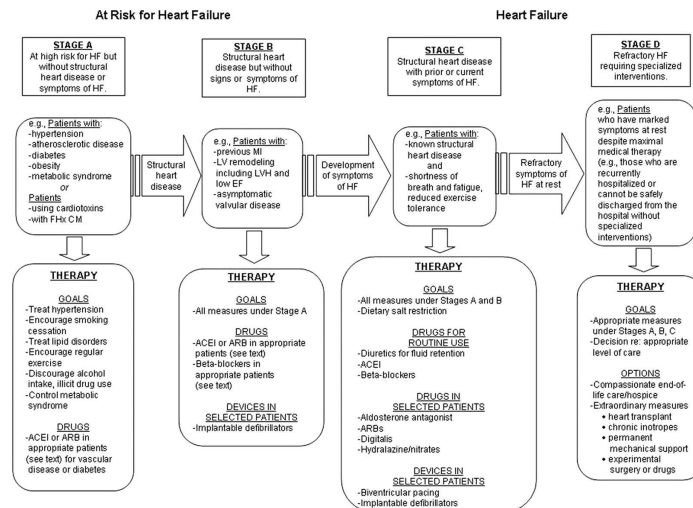 At Risk for Heart Failure
Heart Failure
STAGE A
At high risk for HF but
without structural
heart disease or
symptoms of HF.
STAGE B
Structural heart
disease but without
signs or symptoms of
HF.
STAGE C
Structural heart disease
with prior or current
symptoms of HF.
STAGE D
Refractory HF
requiring specialized
interventions.
e.g., Patients with:
-hypertension
-atherosclerotic disease
-diabetes
-obesity
-metabolic syndrome
or
Patients
-using cardiotoxins
-with FHx CM
Structural
heart
disease
e.g., Patients with:
-previous MI
-LV remodeling
including LVH and
low EF
-asymptomatic
valvular disease
Development
of symptoms
of HF
e.g., Patients with:
-known structural
heart disease
and
-shortness of
breath and fatigue,
reduced exercise
tolerance
Refractory
symptoms of
HF at rest
e.g., Patients
who have marked
symptoms at rest
despite maximal
medical therapy
(e.g., those who are
recurrently
hospitalized or
cannot be safely
discharged from the
hospital without
specialized
interventions)
THERAPY
GOALS
-Treat hypertension
-Encourage smoking
cessation
-Treat lipid disorders
-Encourage regular
exercise
-Discourage alcohol
intake, illicit drug use
-Control metabolic
syndrome
DRUGS
-ACEI or ARB in
appropriate patients
(see text) for vascular
disease or diabetes
THERAPY
GOALS
-All measures under Stage A
DRUGS
-ACEI or ARB in appropriate
patients (see text)
-Beta-blockers in
appropriate patients
(see text)
DEVICES IN
SELECTED PATIENTS
-Implantable defibrillators
THERAPY
GOALS
-All measures under Stages A and B
-Dietary salt restriction
DRUGS FOR
ROUTINE USE
-Diuretics for fluid retention
-ACEI
-Beta-blockers
DRUGS IN
SELECTED PATIENTS
-Aldosterone antagonist
-ARBs
-Digitalis
-Hydralazine/nitrates
DEVICES IN
SELECTED PATIENTS
-Biventricular pacing
-Implantable defibrillators
THERAPY
GOALS
-Appropriate measures
under Stages A, B, C
-Decision re: appropriate
level of care
OPTIONS
-Compassionate end-of-
life care/hospice
-Extraordinary measures
• heart transplant
• chronic inotropes
• permanent
mechanical support
• experimental
surgery or drugs